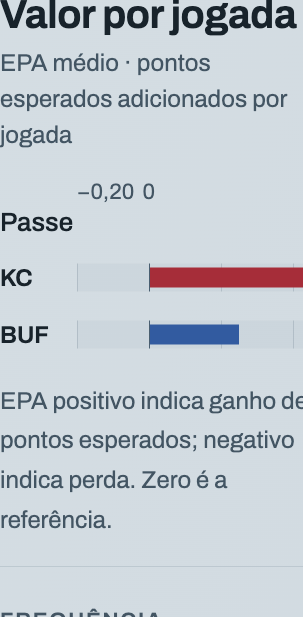 Valor por jogada
EPA médio · pontos
esperados adicionados por
jogada
−0,20 0
Passe
KC
BUF
EPA positivo indica ganho de
pontos esperados; negativo
indica perda. Zero é a
referência.
FREQUÊNCIA